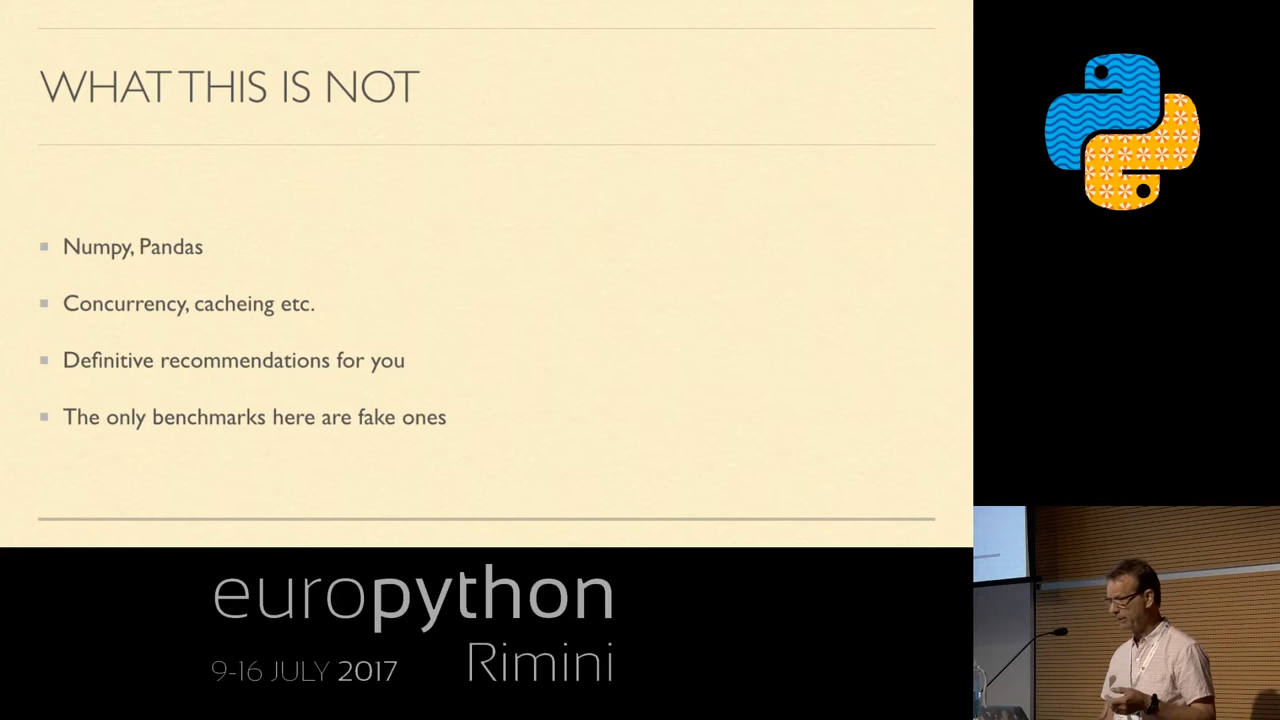 WHAT THIS IS NOT
Numpy, Pandas
Concurrency, cacheing etc.
Definitive recommendations for you
The only benchmarks here are fake ones
europython
9-16 JULY 2017 Rimini